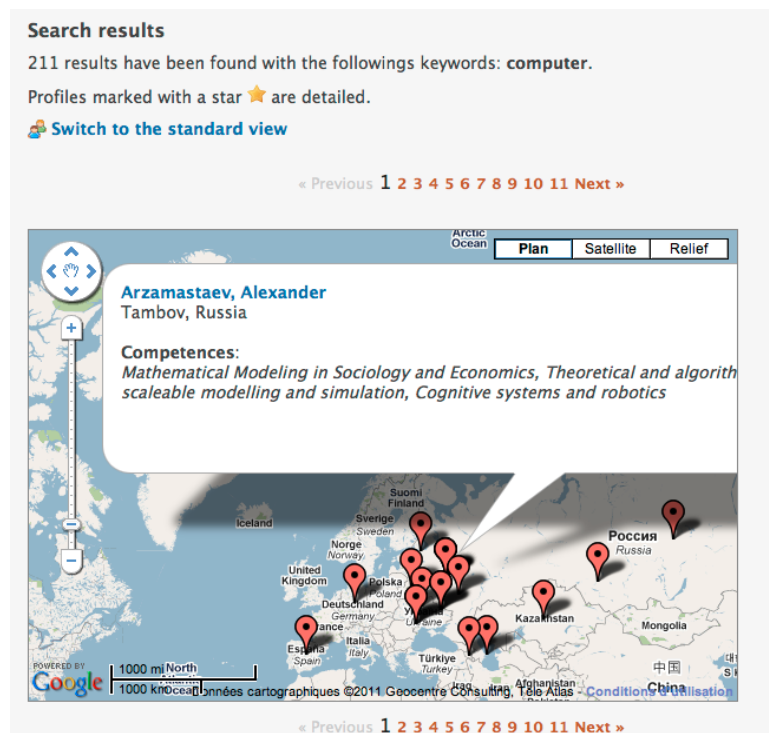 Search results
211 results have been found with the followings keywords: computer.
Profiles marked with a star are detailed.
Switch to the standard view
« Previous 1 2 3 4 5 6 7 8 9 10 11 Next »
Arctic
Ocean
Plan Satellite Relief
Arzamastaev, Alexander
Tambov, Russia
Competences:
Mathematical Modeling in Sociology and Economics, Theoretical and algorith
scaleable modelling and simulation, Cognitive systems and robotics
Suomi
Finland
Iceland
Sverige
Sweden
Россия
Russia
Norge
Norway
United
Kingdom
Polska
Poland
Deutschland
Germany
Ukraine
Kazakhstan
Mongolia
Italia
Italy
Spain
Türkiye
Turkey
中国
China
Iraq
Iran
Afghanistan
POWERED BY
Google
1000 mi
1000 km
North
Ocean
Données cartographiques ©2011 Geocentre Consulting, Tele Atlas - Conditions d'utilisation
« Previous 1 2 3 4 5 6 7 8 9 10 11 Next »